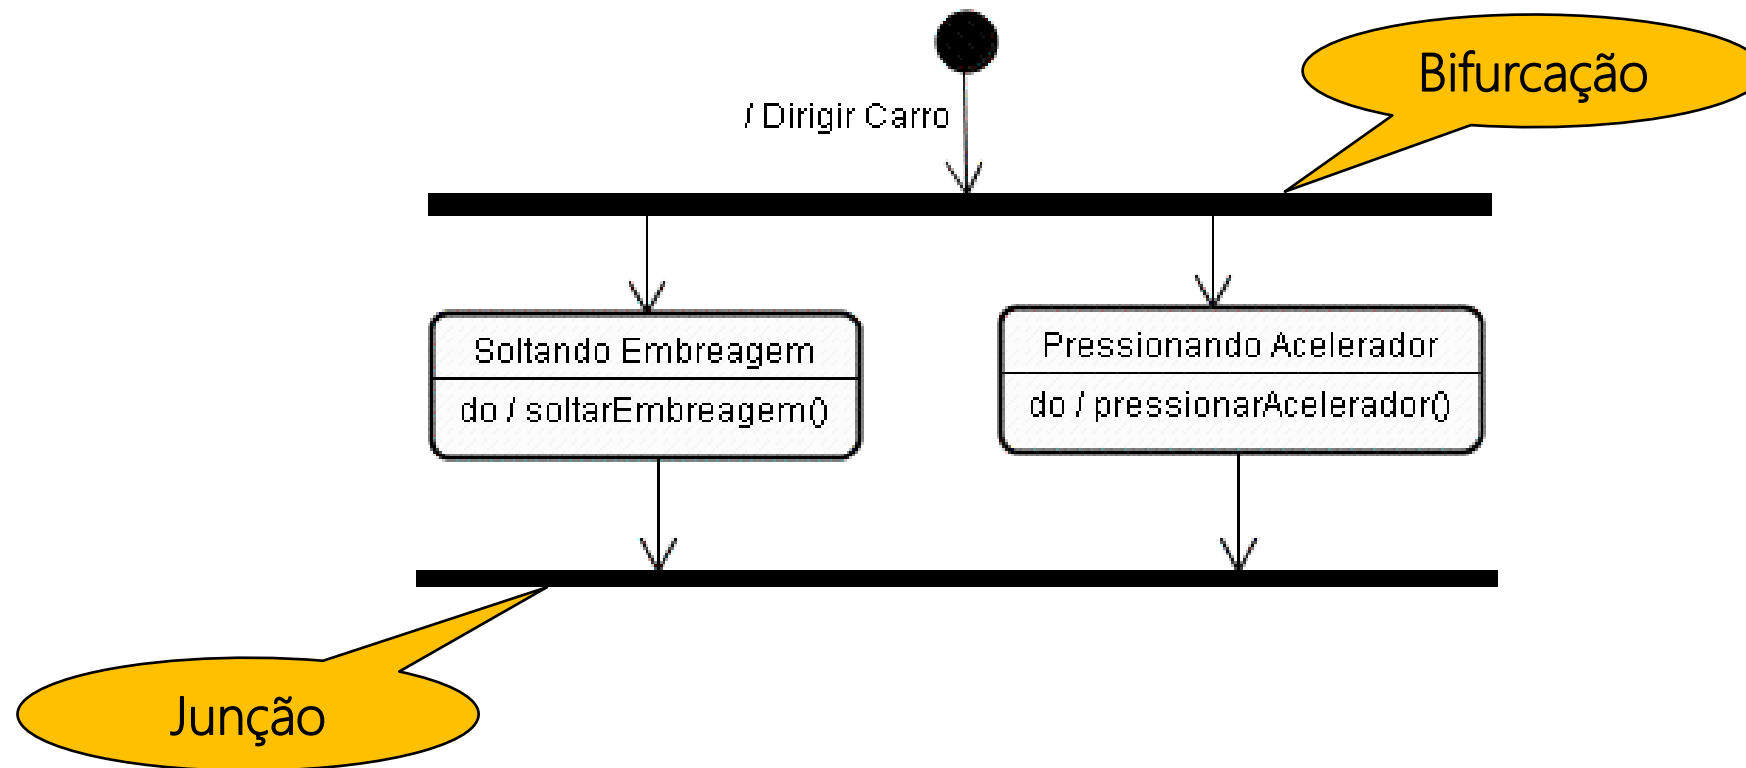 Bifurcação
/ Dirigir Carro
Soltando Embreagem
do / soltarEmbreagem()
Pressionando Acelerador
do / pressionarAcelerador()
Junção